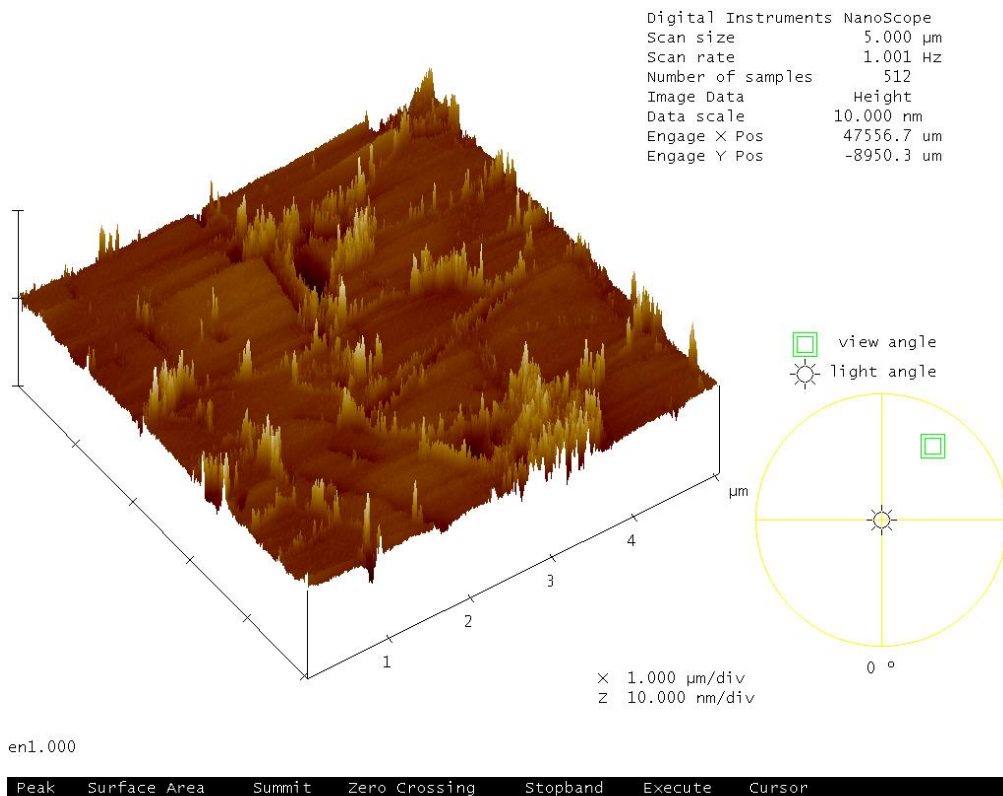 Digital Instruments NanoScope
Scan size 5.000 µm
Scan rate 1.001 Hz
Number of samples 512
Image Data Height
Data scale 10.000 nm
Engage X Pos 47556.7 um
Engage Y Pos -8950.3 um
view angle
light angle
µm
4
3
2
1
0 º
X 1.000 µm/div
Z 10.000 nm/div
en1.000
Peak Surface Area Summit Zero Crossing Stopband Execute Cursor